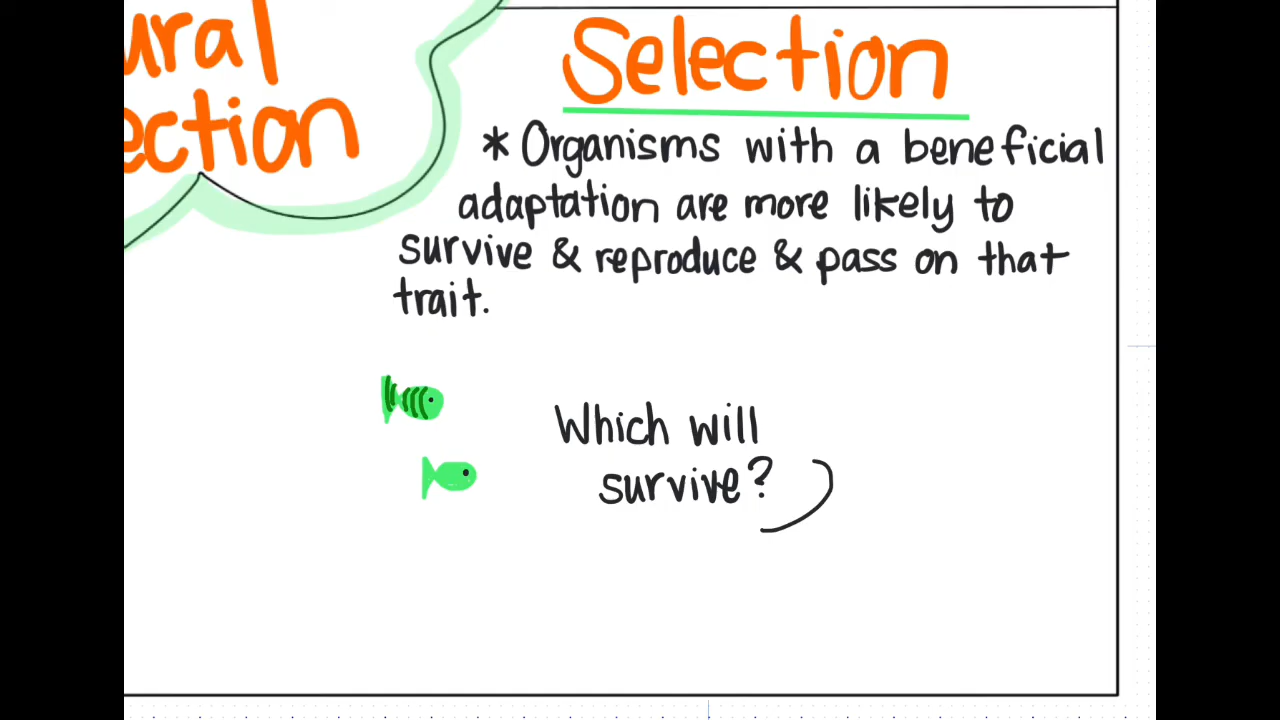 ural
ection
Selection
* Organisms with a beneficial
adaptation are more likely to
survive & reproduce & pass on that
trait.
Which will
survive?